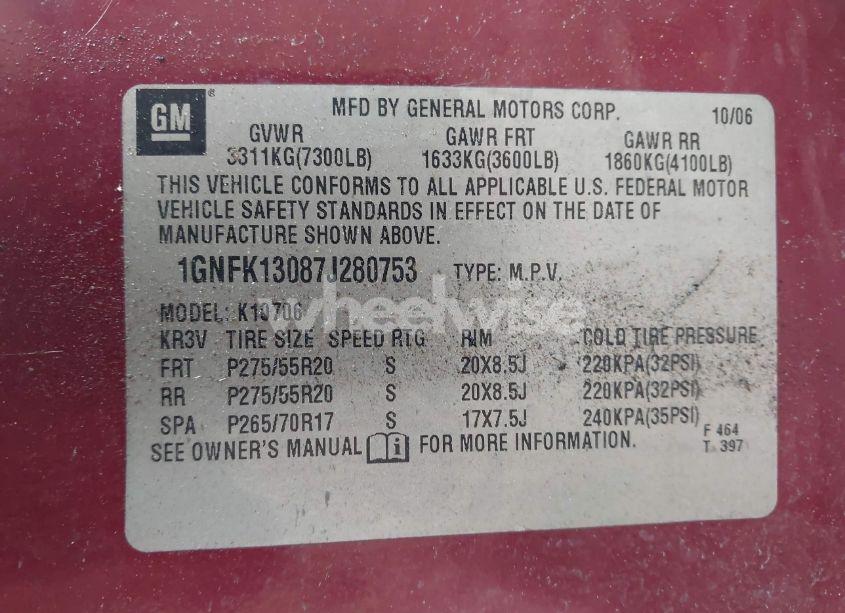 GM
MFD BY GENERAL MOTORS CORP. 10/06
GVWR GAWR FRT GAWR RR
3311KG(7300LB) 1633KG(3600LB) 1860KG(4100LB)
THIS VEHICLE CONFORMS TO ALL APPLICABLE U.S. FEDERAL MOTOR
VEHICLE SAFETY STANDARDS IN EFFECT ON THE DATE OF
MANUFACTURE SHOWN ABOVE.
1GNFK13087J280753 TYPE: M.P.V.
wheelwise
MODEL: K10706
KR3V TIRE SIZE SPEED RTG RIM COLD TIRE PRESSURE
FRT P275/55R20 S 20X8.5J 220KPA(32PSI)
RR P275/55R20 S 20X8.5J 220KPA(32PSI)
SPA P265/70R17 S 17X7.5J 240KPA(35PSI)
F 464
SEE OWNER'S MANUAL i FOR MORE INFORMATION. T 397